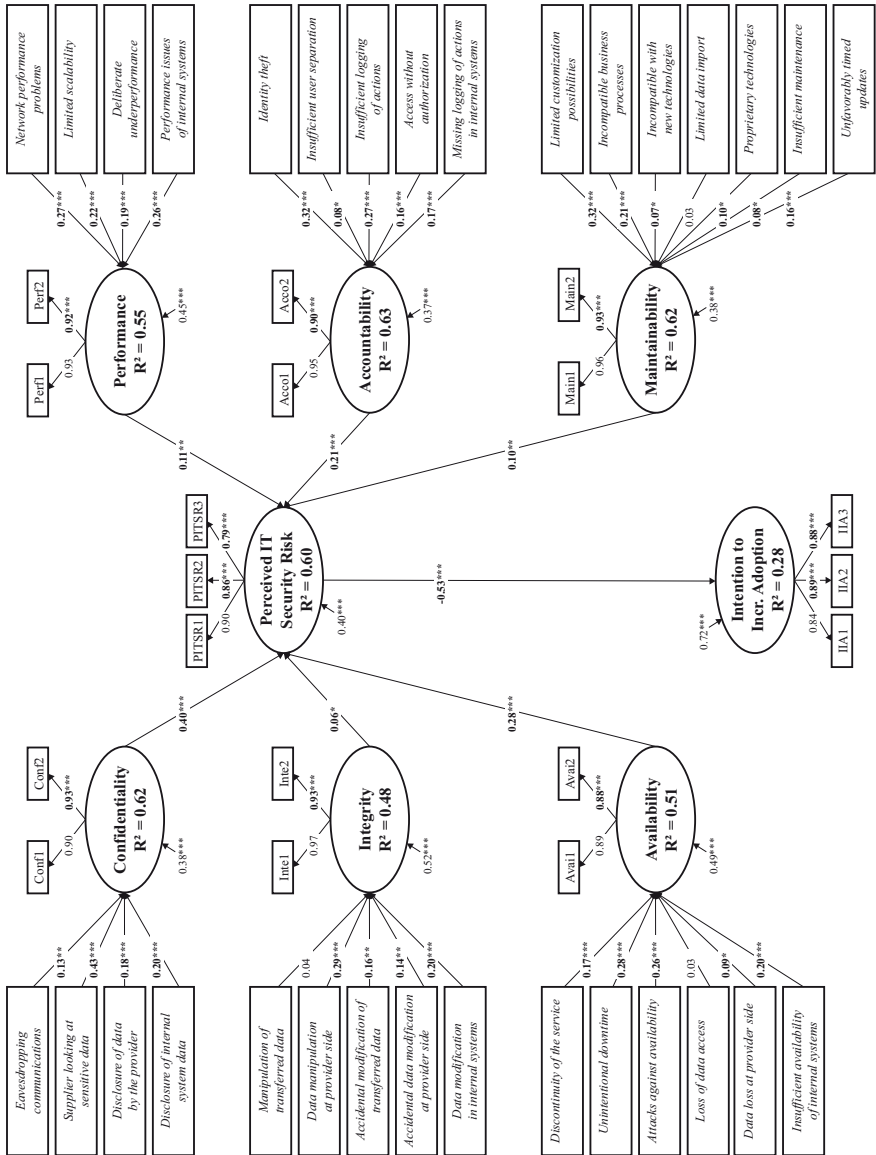 Eavesdropping
communications
Supplier looking at
sensitive data
Disclosure of data
by the provider
Disclosure of internal
system data
0.13**
0.43***
0.18***
0.20***
Conf1
Conf2
0.90
0.93***
Confidentiality
R² = 0.62
0.38***
0.40***
Manipulation of
transferred data
Data manipulation
at provider side
Accidental modification of
transferred data
Accidental data modification
at provider side
Data modification
in internal systems
0.04
0.29***
0.16**
0.14**
0.20***
Inte1
Inte2
0.97
0.93***
Integrity
R² = 0.48
0.52***
0.06*
Discontinuity of the service
Unintentional downtime
Attacks against availability
Loss of data access
Data loss at provider side
Insufficient availability
of internal systems
0.17***
0.28***
0.26***
0.03
0.09*
0.20***
Avai1
Avai2
0.89
0.88***
Availability
R² = 0.51
0.49***
0.28***
PITSR1
PITSR2
PITSR3
0.90
0.86***
0.79***
Perceived IT
Security Risk
R² = 0.60
0.40***
-0.53***
0.72***
Intention to
Incr. Adoption
R² = 0.28
0.84
0.89***
0.88***
IIA1
IIA2
IIA3
Perf1
Perf2
0.93
0.92***
Performance
R² = 0.55
0.45***
0.11**
Network performance
problems
Limited scalability
Deliberate
underperformance
Performance issues
of internal systems
0.27***
0.22***
0.19***
0.26***
Acco1
Acco2
0.95
0.90***
Accountability
R² = 0.63
0.37***
0.21***
Identity theft
Insufficient user separation
Insufficient logging
of actions
Access without
authorization
Missing logging of actions
in internal systems
0.32***
0.08*
0.27***
0.16***
0.17***
Main1
Main2
0.96
0.93***
Maintainability
R² = 0.62
0.38***
0.10**
Limited customization
possibilities
Incompatible business
processes
Incompatible with
new technologies
Limited data import
Proprietary technologies
Insufficient maintenance
Unfavorably timed
updates
0.32***
0.21***
0.07*
0.03
0.10*
0.08*
0.16***